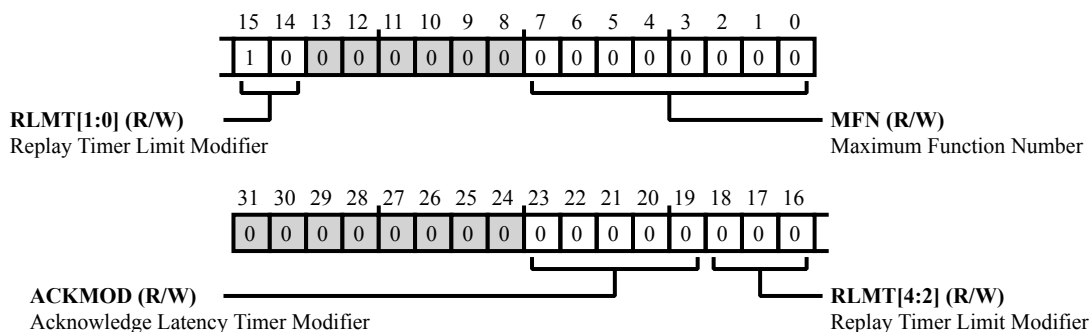 15 14 13 12 11 10 9 8 7 6 5 4 3 2 1 0
1 0 0 0 0 0 0 0 0 0 0 0 0 0 0 0
RLMT[1:0] (R/W)
Replay Timer Limit Modifier
MFN (R/W)
Maximum Function Number
31 30 29 28 27 26 25 24 23 22 21 20 19 18 17 16
0 0 0 0 0 0 0 0 0 0 0 0 0 0 0 0
ACKMOD (R/W)
Acknowledge Latency Timer Modifier
RLMT[4:2] (R/W)
Replay Timer Limit Modifier